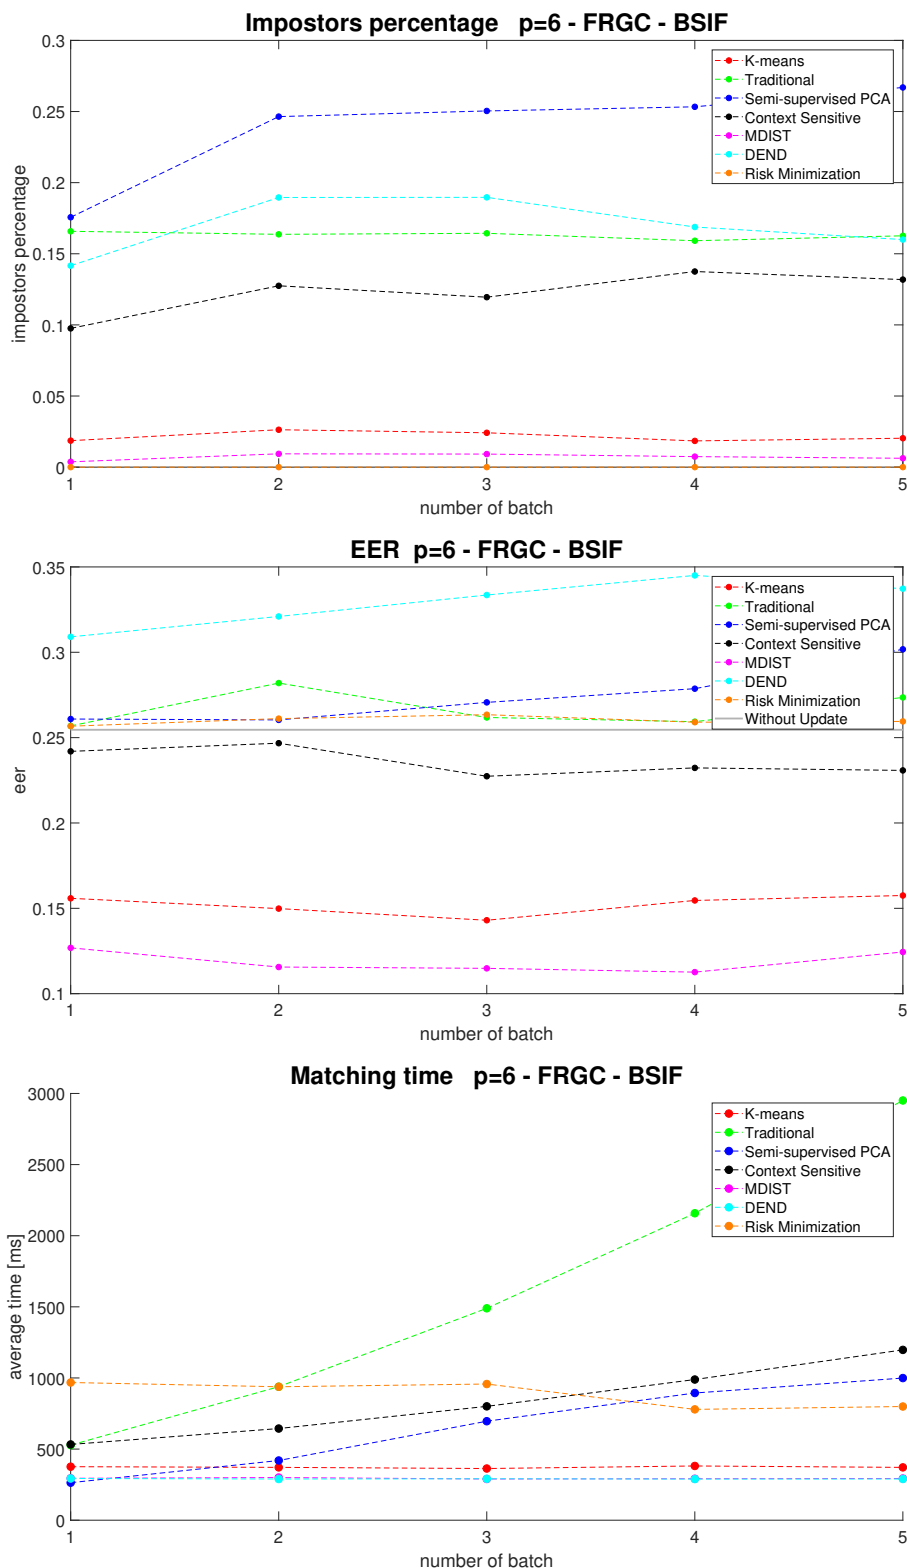 Impostors percentage   p=6 - FRGC - BSIF
0.3
0.25
0.2
0.15
0.1
0.05
0
impostors percentage
K-means
Traditional
Semi-supervised PCA
Context Sensitive
MDIST
DEND
Risk Minimization
1 2 3 4 5
number of batch
EER  p=6 - FRGC - BSIF
0.35
0.3
0.25
0.2
0.15
0.1
eer
K-means
Traditional
Semi-supervised PCA
Context Sensitive
MDIST
DEND
Risk Minimization
Without Update
1 2 3 4 5
number of batch
Matching time   p=6 - FRGC - BSIF
3000
2500
2000
1500
1000
500
0
average time [ms]
K-means
Traditional
Semi-supervised PCA
Context Sensitive
MDIST
DEND
Risk Minimization
1 2 3 4 5
number of batch